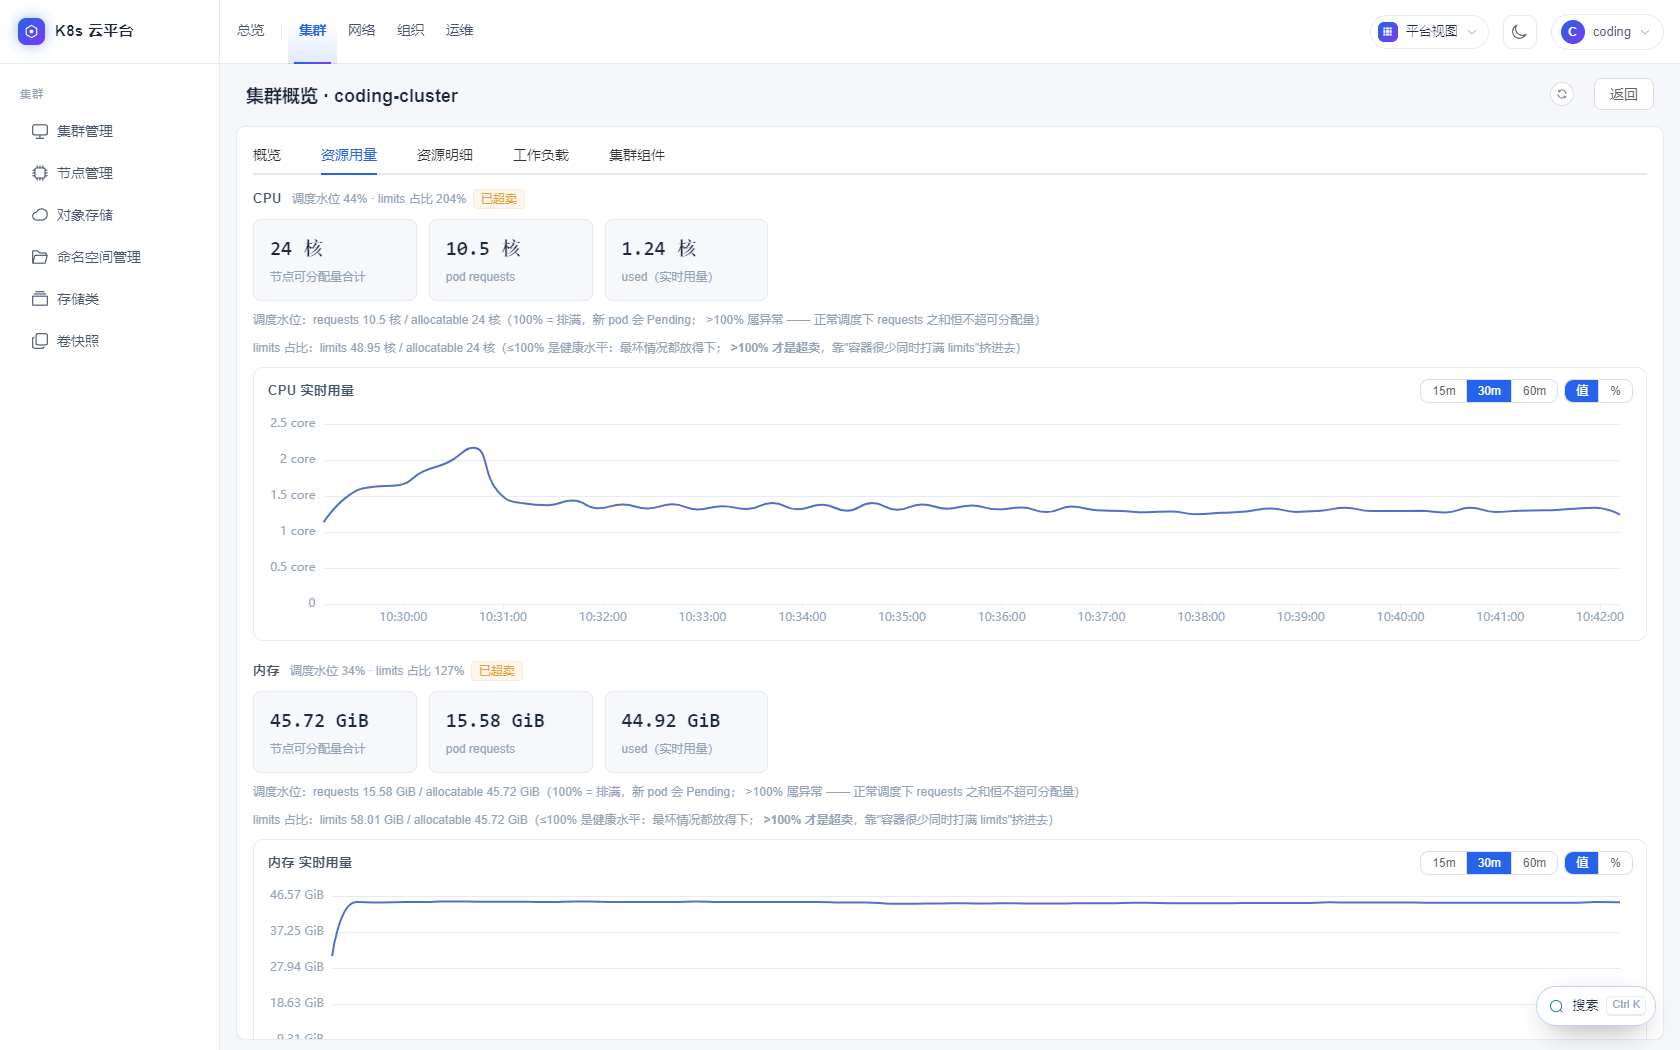 K8s 云平台
总览
集群
网络
组织
运维
平台视图
C
coding
集群
集群管理
节点管理
对象存储
命名空间管理
存储类
卷快照
集群概览 · coding-cluster
返回
概览
资源用量
资源明细
工作负载
集群组件
CPU 调度水位 44% · limits 占比 204% 已超卖
24 核
节点可分配量合计
10.5 核
pod requests
1.24 核
used（实时用量）
调度水位：requests 10.5 核 / allocatable 24 核（100% = 排满，新 pod 会 Pending； >100% 属异常 —— 正常调度下 requests 之和恒不超可分配量）
limits 占比：limits 48.95 核 / allocatable 24 核（≤100% 是健康水平：最坏情况都放得下； >100% 才是超卖，靠"容器很少同时打满 limits"挤进去）
CPU 实时用量
15m
30m
60m
值
%
2.5 core
2 core
1.5 core
1 core
0.5 core
0
10:30:00
10:31:00
10:32:00
10:33:00
10:34:00
10:35:00
10:36:00
10:37:00
10:38:00
10:39:00
10:40:00
10:41:00
10:42:00
内存 调度水位 34% · limits 占比 127% 已超卖
45.72 GiB
节点可分配量合计
15.58 GiB
pod requests
44.92 GiB
used（实时用量）
调度水位：requests 15.58 GiB / allocatable 45.72 GiB（100% = 排满，新 pod 会 Pending； >100% 属异常 —— 正常调度下 requests 之和恒不超可分配量）
limits 占比：limits 58.01 GiB / allocatable 45.72 GiB（≤100% 是健康水平：最坏情况都放得下； >100% 才是超卖，靠"容器很少同时打满 limits"挤进去）
内存 实时用量
15m
30m
60m
值
%
46.57 GiB
37.25 GiB
27.94 GiB
18.63 GiB
9.31 GiB
搜索 Ctrl K